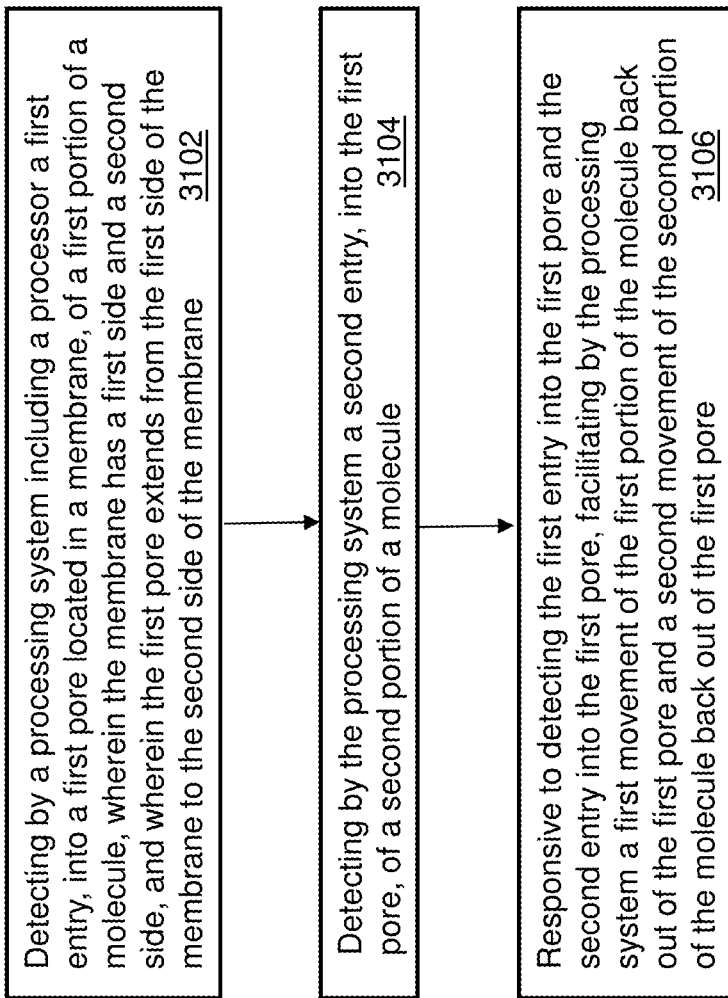 Detecting by a processing system including a processor a first
entry, into a first pore located in a membrane, of a first portion of a
molecule, wherein the membrane has a first side and a second
side, and wherein the first pore extends from the first side of the
membrane to the second side of the membrane 3102
Detecting by the processing system a second entry, into the first
pore, of a second portion of a molecule 3104
Responsive to detecting the first entry into the first pore and the
second entry into the first pore, facilitating by the processing
system a first movement of the first portion of the molecule back
out of the first pore and a second movement of the second portion
of the molecule back out of the first pore 3106